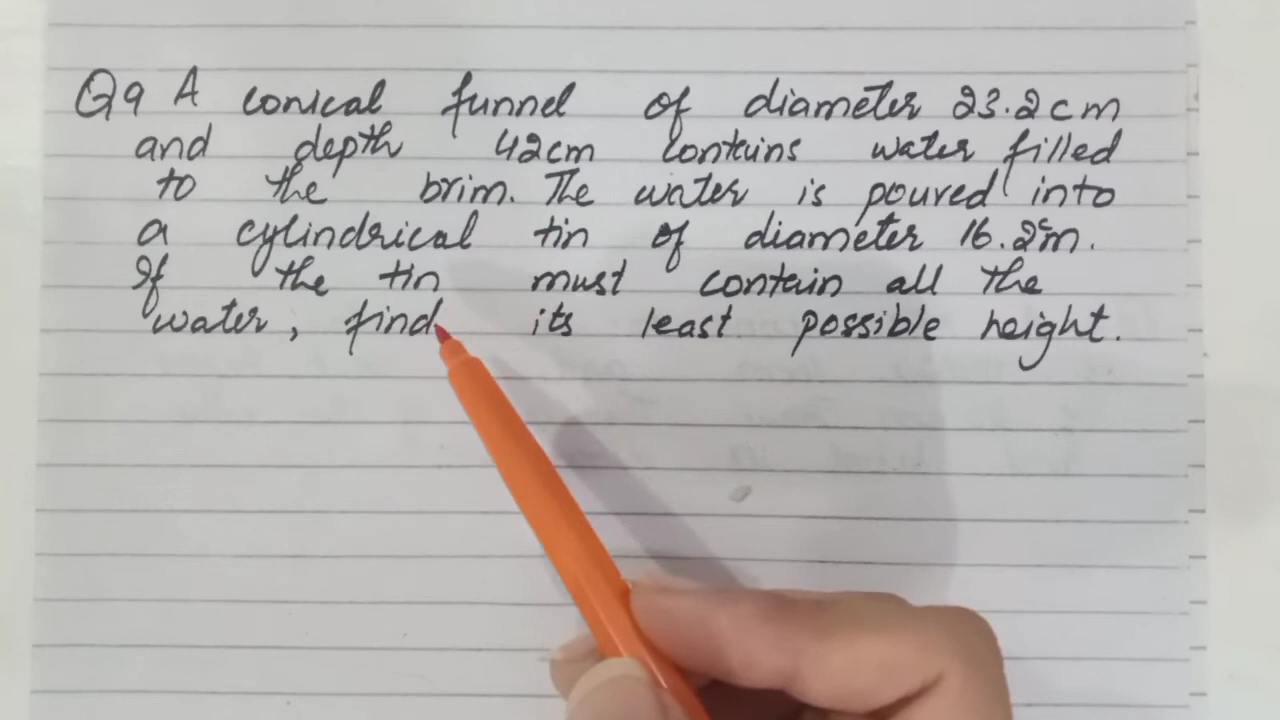 Q9 A conical funnel of diameter 23.2cm
and depth 42cm contains water filled
to the brim. The water is poured into
a cylindrical tin of diameter 16.2cm.
If the tin must contain all the
water, find its least possible height.